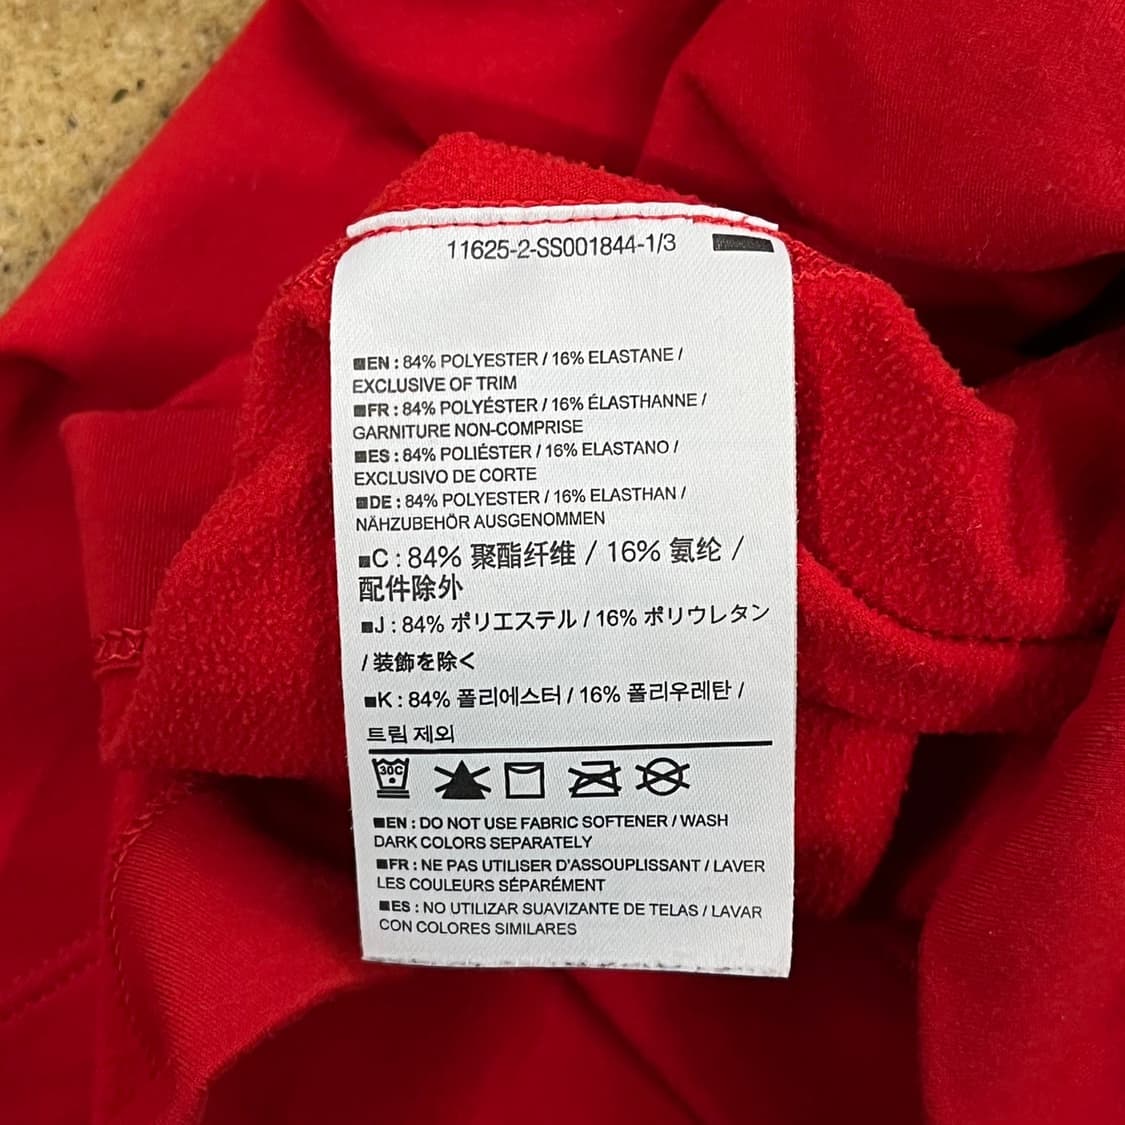 11625-2-SS001844-1/3
■EN : 84% POLYESTER / 16% ELASTANE /
EXCLUSIVE OF TRIM
■FR : 84% POLYÉSTER / 16% ÉLASTHANNE /
GARNITURE NON-COMPRISE
■ES : 84% POLIÉSTER / 16% ELASTANO /
EXCLUSIVO DE CORTE
■DE : 84% POLYESTER / 16% ELASTHAN /
NÄHZUBEHÖR AUSGENOMMEN
■C : 84% 聚酯纤维 / 16% 氨纶 /
配件除外
■J : 84% ポリエステル / 16% ポリウレタン
/ 装飾を除く
■K : 84% 폴리에스터 / 16% 폴리우레탄 /
트림 제외
30C
■EN : DO NOT USE FABRIC SOFTENER / WASH
DARK COLORS SEPARATELY
■FR : NE PAS UTILISER D'ASSOUPLISSANT / LAVER
LES COULEURS SÉPARÉMENT
■ES : NO UTILIZAR SUAVIZANTE DE TELAS / LAVAR
CON COLORES SIMILARES